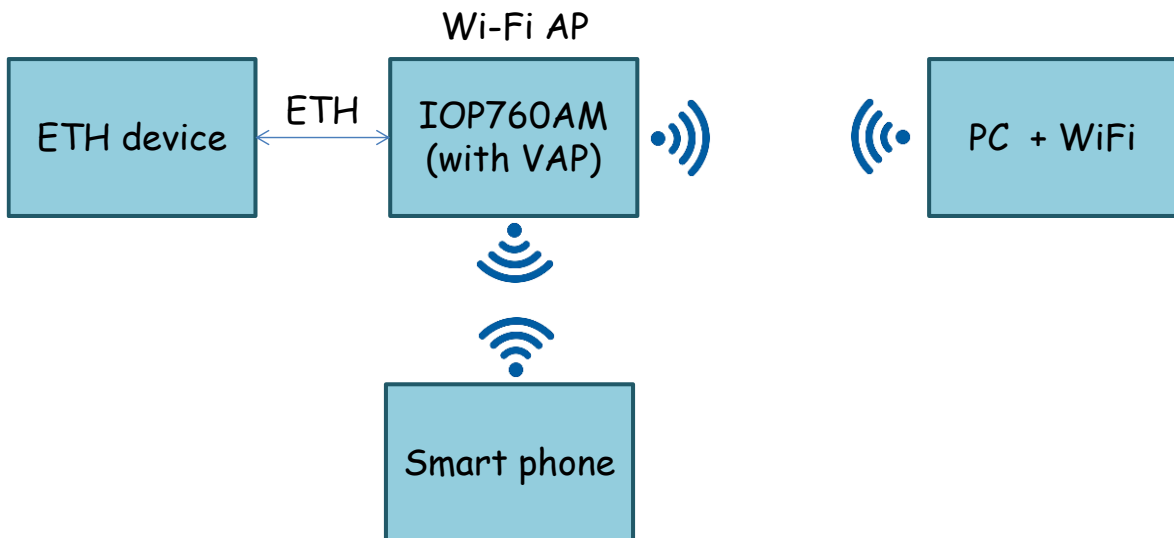 Wi-Fi AP
ETH device
ETH
IOP760AM
(with VAP)
PC + WiFi
Smart phone